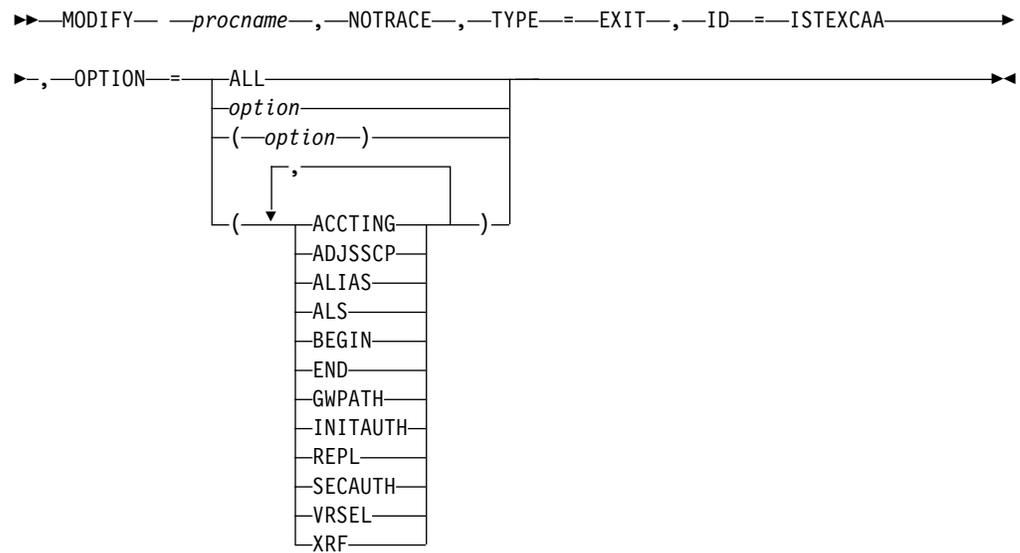 MODIFY procname , NOTRACE , TYPE = EXIT , ID = ISTEXCAA
, OPTION = ALL
option
( option )
,
( ACCTING )
ADJSSCP
ALIAS
ALS
BEGIN
END
GWPATH
INITAUTH
REPL
SECAUTH
VRSEL
XRF